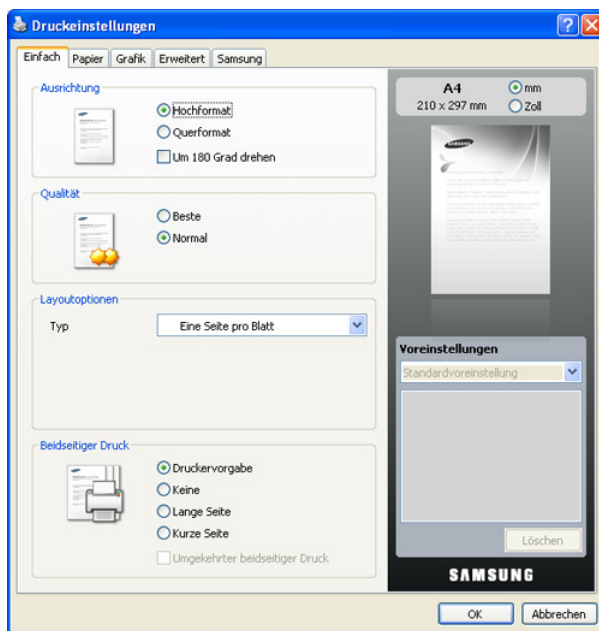 Druckeinstellungen
Einfach
Papier
Grafik
Erweitert
Samsung
Ausrichtung
Hochformat
Querformat
Um 180 Grad drehen
Qualität
Beste
Normal
Layoutoptionen
Typ
Eine Seite pro Blatt
Beidseitiger Druck
Druckervorgabe
Keine
Lange Seite
Kurze Seite
Umgekehrter beidseitiger Druck
A4
210 x 297 mm
mm
Zoll
SAMSUNG
Voreinstellungen
Standardvoreinstellung
Löschen
SAMSUNG
OK
Abbrechen